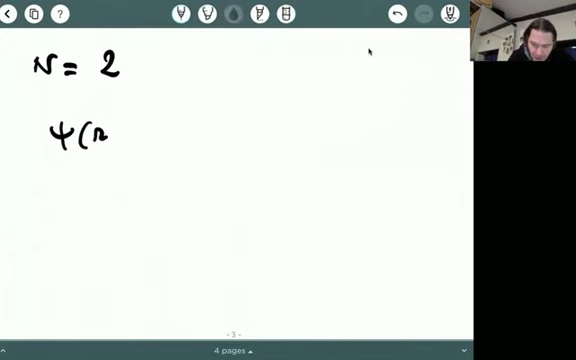 N = 2
ψ(r
- 3 -
4 pages